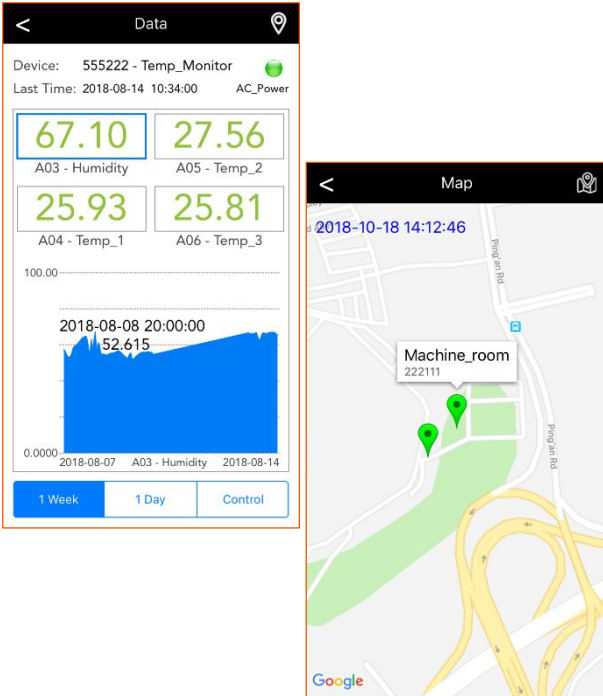 Data
Device: 555222 - Temp_Monitor
Last Time: 2018-08-14 10:34:00 AC_Power
67.10 27.56
A03 - Humidity A05 - Temp_2
25.93 25.81
A04 - Temp_1 A06 - Temp_3
100.00
2018-08-08 20:00:00
52.615
0.0000
2018-08-07 A03 - Humidity 2018-08-14
1 Week 1 Day Control
Map
2018-10-18 14:12:46
Ping'an Rd
Machine_room
222111
Ping'an Rd
Google